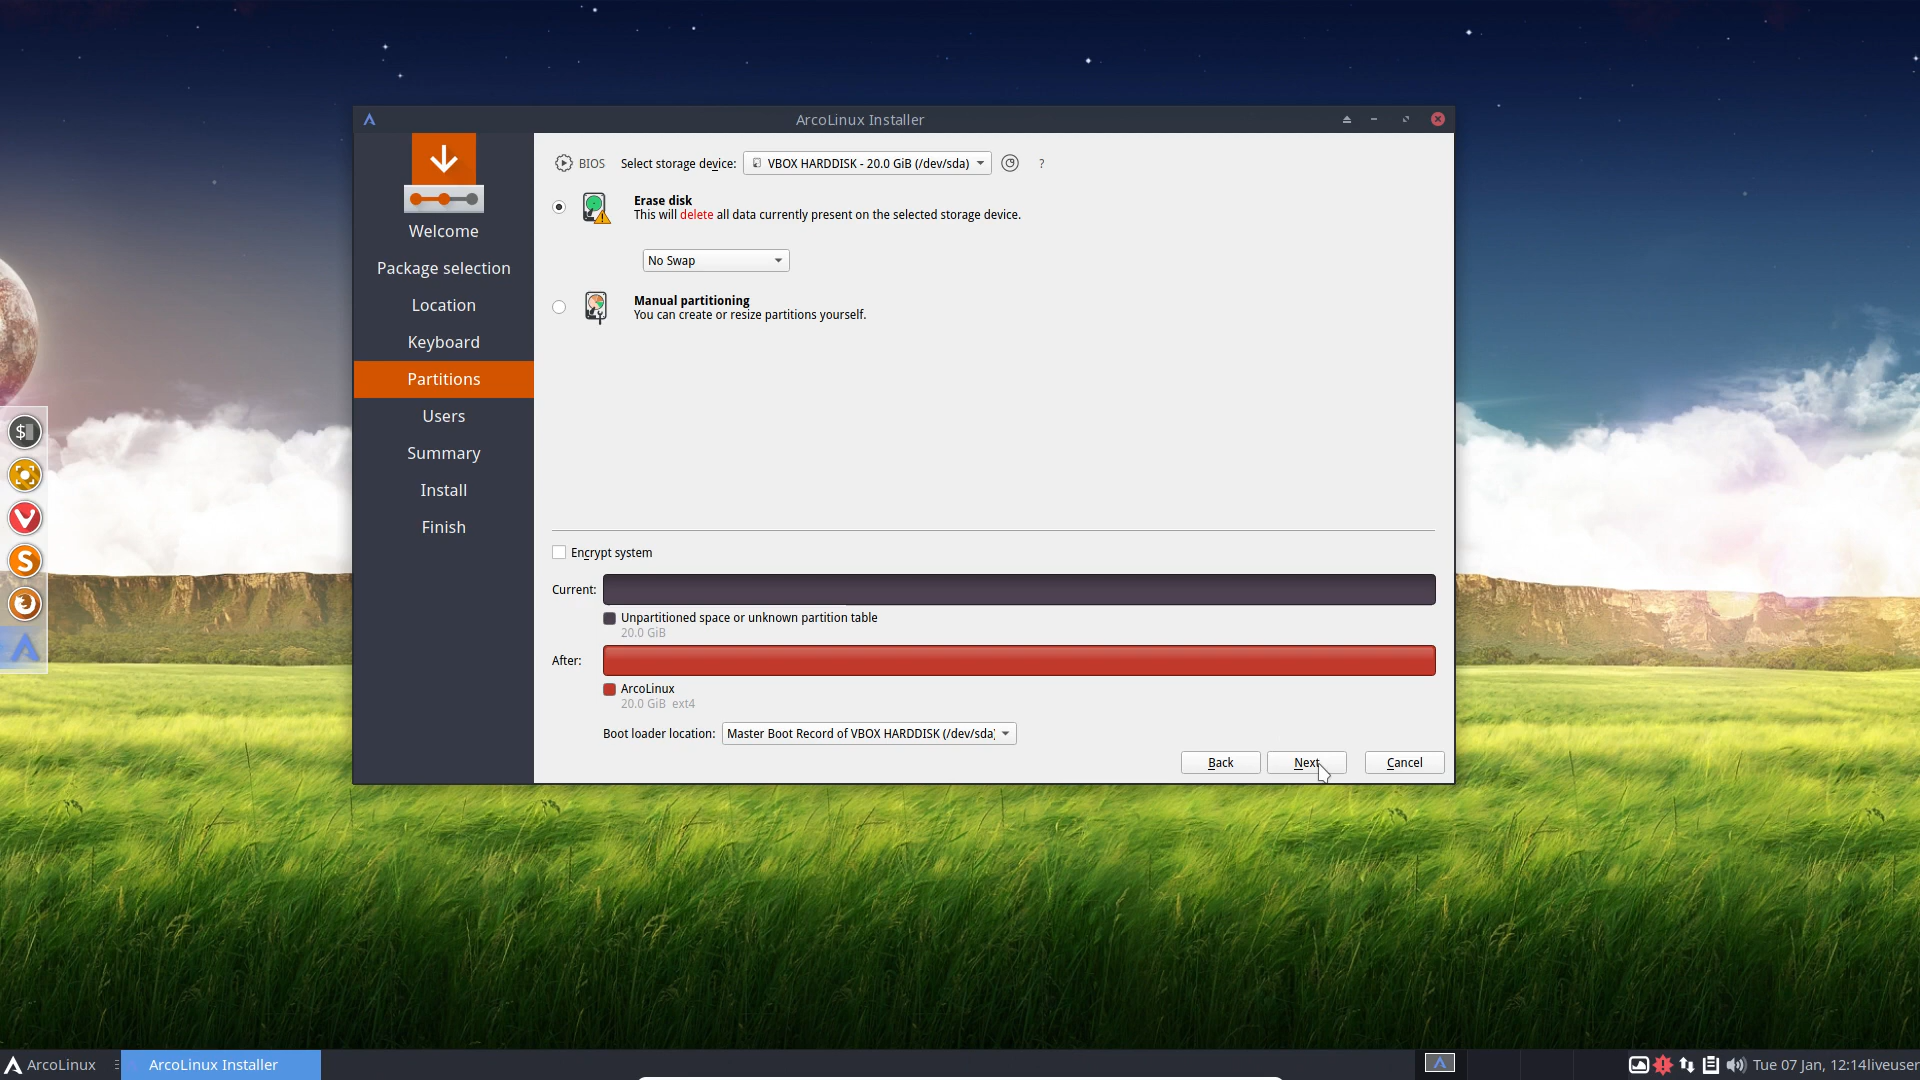 ArcoLinux Installer
Welcome
Package selection
Location
Keyboard
Partitions
Users
Summary
Install
Finish
BIOS Select storage device: VBOX HARDDISK - 20.0 GiB (/dev/sda) ?
Erase disk
This will delete all data currently present on the selected storage device.
No Swap
Manual partitioning
You can create or resize partitions yourself.
Encrypt system
Current:
Unpartitioned space or unknown partition table
20.0 GiB
After:
ArcoLinux
20.0 GiB ext4
Boot loader location: Master Boot Record of VBOX HARDDISK (/dev/sda)
Back Next Cancel
ArcoLinux ArcoLinux Installer Tue 07 Jan, 12:14liveuser